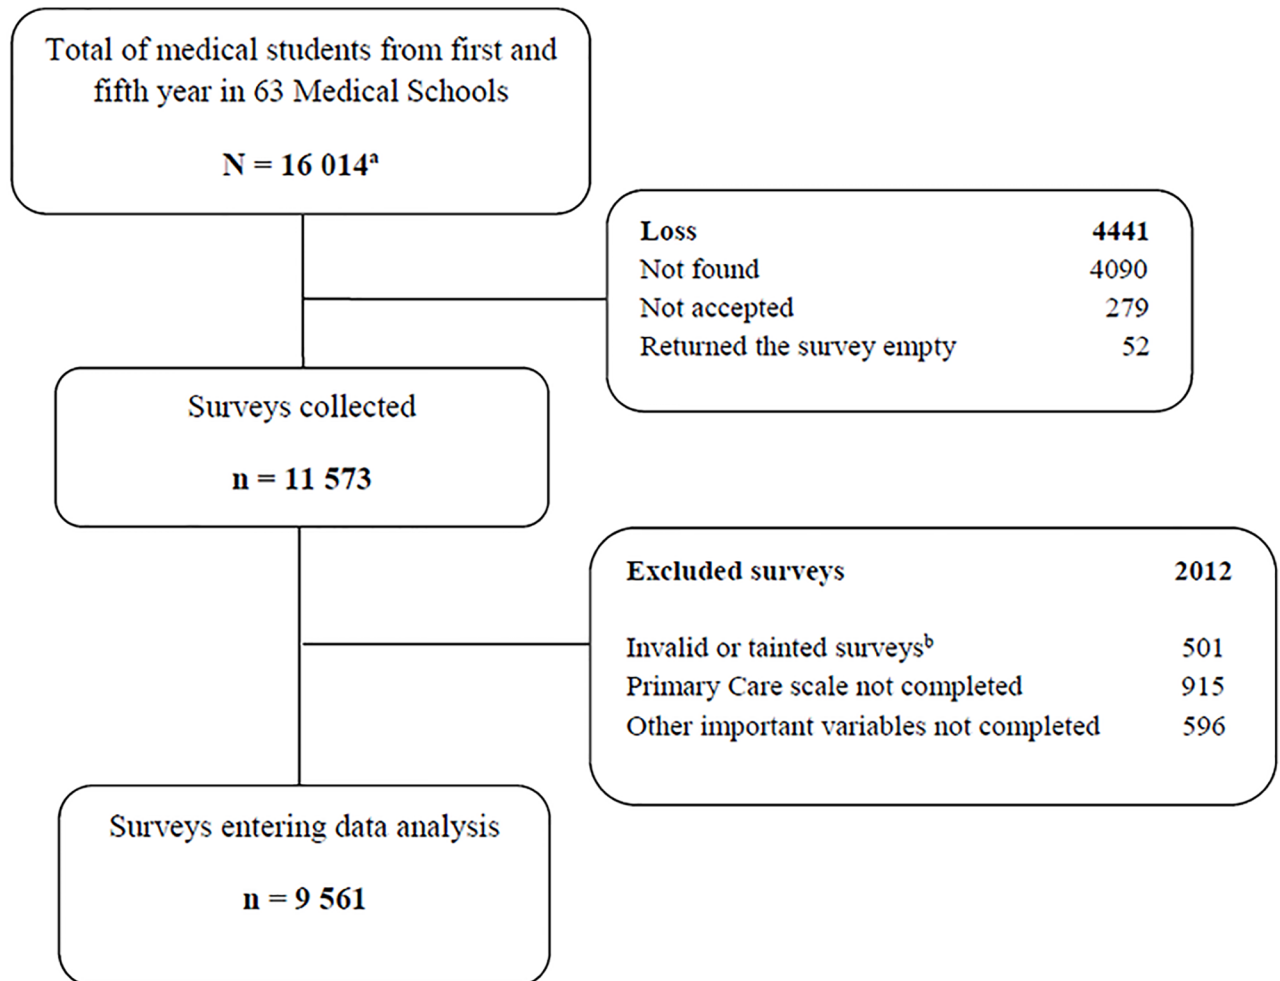 Total of medical students from first and
fifth year in 63 Medical Schools
N = 16 014ᵃ
Loss 4441
Not found 4090
Not accepted 279
Returned the survey empty 52
Surveys collected
n = 11 573
Excluded surveys 2012
Invalid or tainted surveysᵇ 501
Primary Care scale not completed 915
Other important variables not completed 596
Surveys entering data analysis
n = 9 561